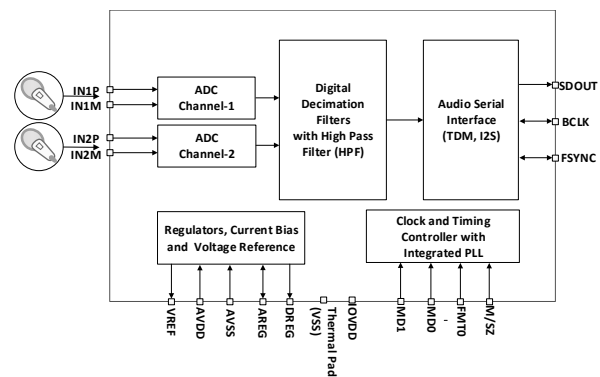 IN1P
IN1M
IN2P
IN2M
ADC
Channel-1
ADC
Channel-2
Digital
Decimation
Filters
with High Pass
Filter (HPF)
Audio Serial
Interface
(TDM, I2S)
SDOUT
BCLK
FSYNC
Regulators, Current Bias
and Voltage Reference
Clock and Timing
Controller with
Integrated PLL
VREF
AVDD
AVSS
AREG
DREG
Thermal Pad
(VSS)
IOVDD
MD1
MD0
-
FMT0
M/SZ